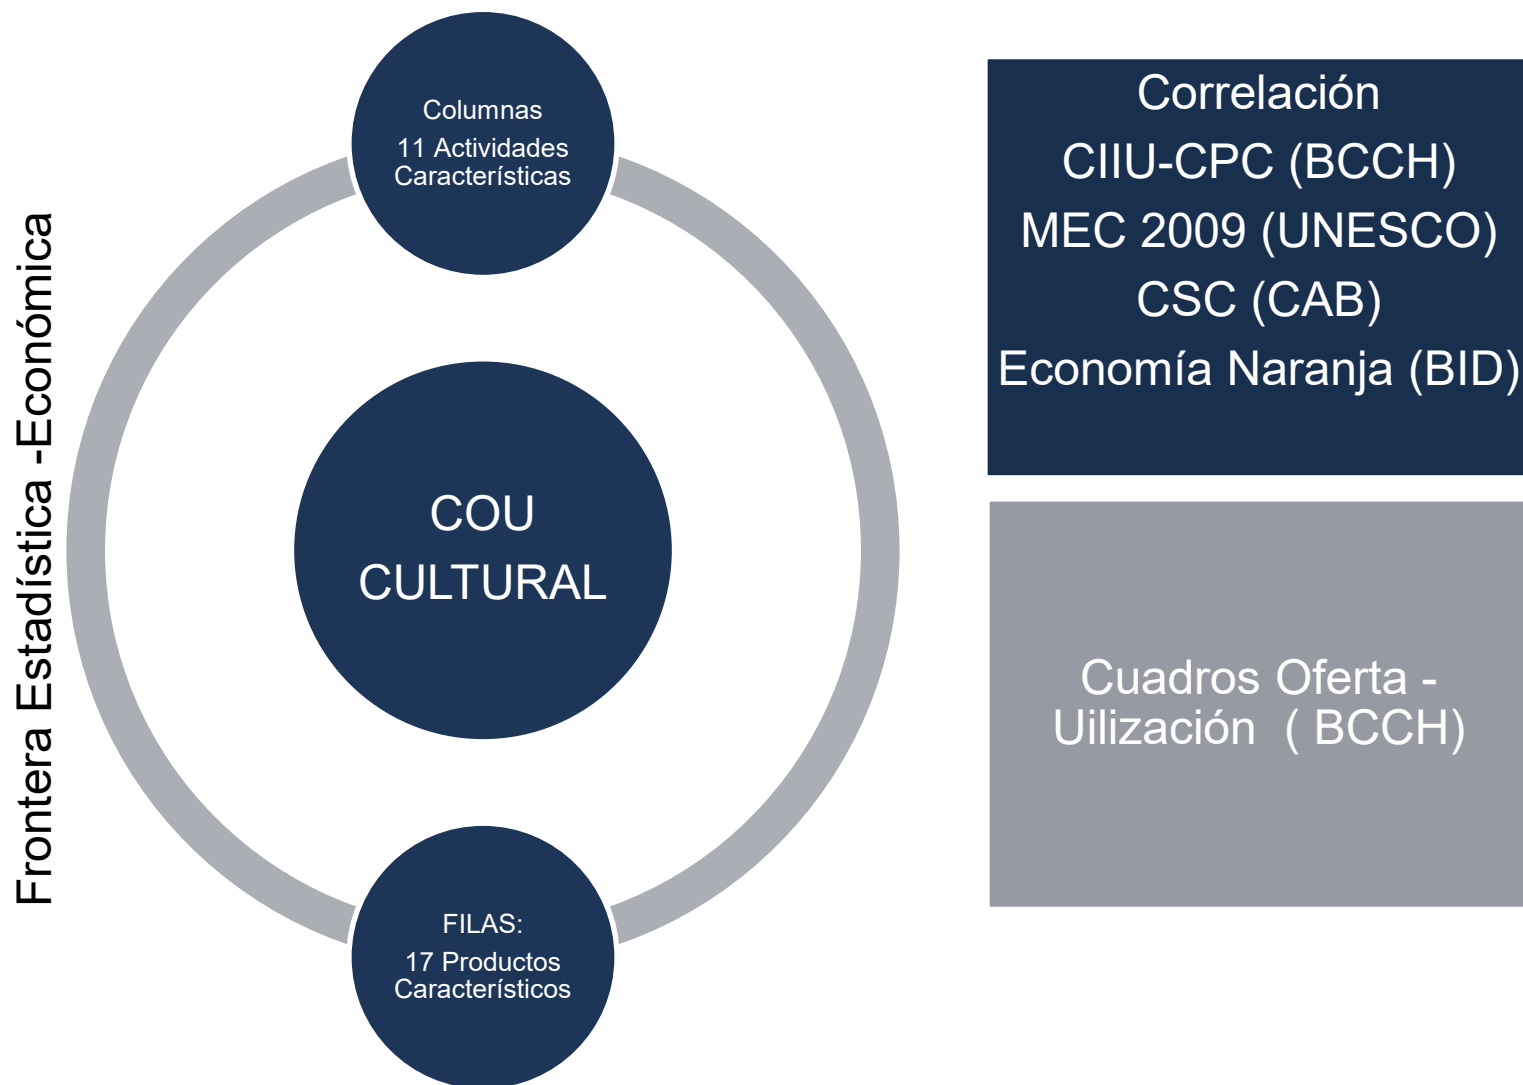 Frontera Estadística -Económica
Columnas
11 Actividades
Características
COU
CULTURAL
FILAS:
17 Productos
Característicos
Correlación
CIIU-CPC (BCCH)
MEC 2009 (UNESCO)
CSC (CAB)
Economía Naranja (BID)
Cuadros Oferta -
Uilización ( BCCH)